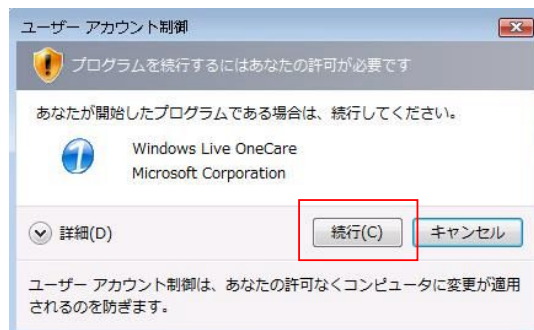 ユーザー アカウント制御
プログラムを続行するにはあなたの許可が必要です
あなたが開始したプログラムである場合は、続行してください。
Windows Live OneCare
Microsoft Corporation
詳細(D)
続行(C)
キャンセル
ユーザー アカウント制御は、あなたの許可なくコンピュータに変更が適用
されるのを防ぎます。